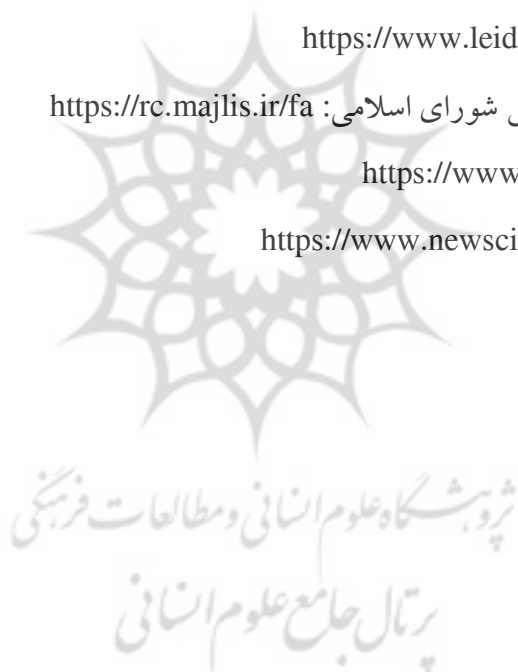 https://www.leid
شورای اسلامی: https://rc.majlis.ir/fa
https://www
https://www.newsci
پژوهشگاه علوم انسانی و مطالعات فرهنگی
پرتال جامع علوم انسانی